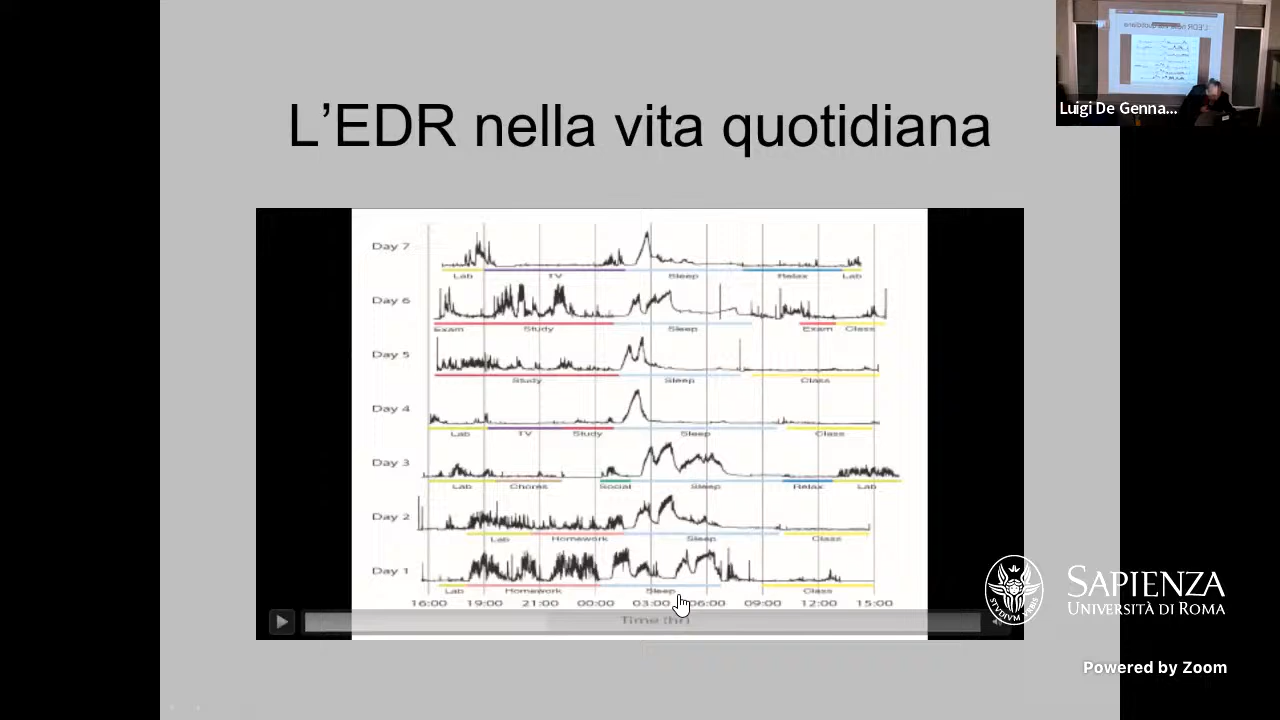 L'EDR nella vita quotidiana
Luigi De Genna...
Day 7
Lab TV Sleep Relax Lab
Day 6
Exam Study Sleep Exam Class
Day 5
Study Sleep Class
Day 4
Lab TV Study Sleep Class
Day 3
Lab Chores Social Sleep Relax Lab
Day 2
Lab Homework Sleep Class
Day 1
Lab Homework Sleep Class
16:00 19:00 21:00 00:00 03:00 06:00 09:00 12:00 15:00
Time (hr)
STUDIUM URBIS
SAPIENZA
UNIVERSITÀ DI ROMA
Powered by Zoom